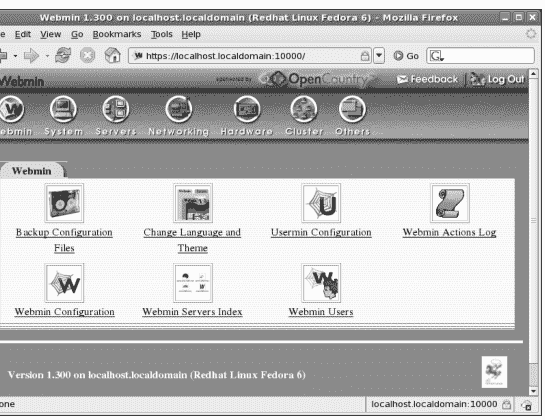 Webmin 1.300 on localhost.localdomain (Redhat Linux Fedora 6) - Mozilla Firefox
e Edit View Go Bookmarks Tools Help
https://localhost.localdomain:10000/ Go G
Webmin sponsored by OpenCountry Feedback Log Out
ebmin System Servers Networking Hardware Cluster Others
Webmin
Backup Configuration Files
Change Language and Theme
Usermin Configuration
Webmin Actions Log
Webmin Configuration
Webmin Servers Index
Webmin Users
Version 1.300 on localhost.localdomain (Redhat Linux Fedora 6)
one localhost.localdomain:10000